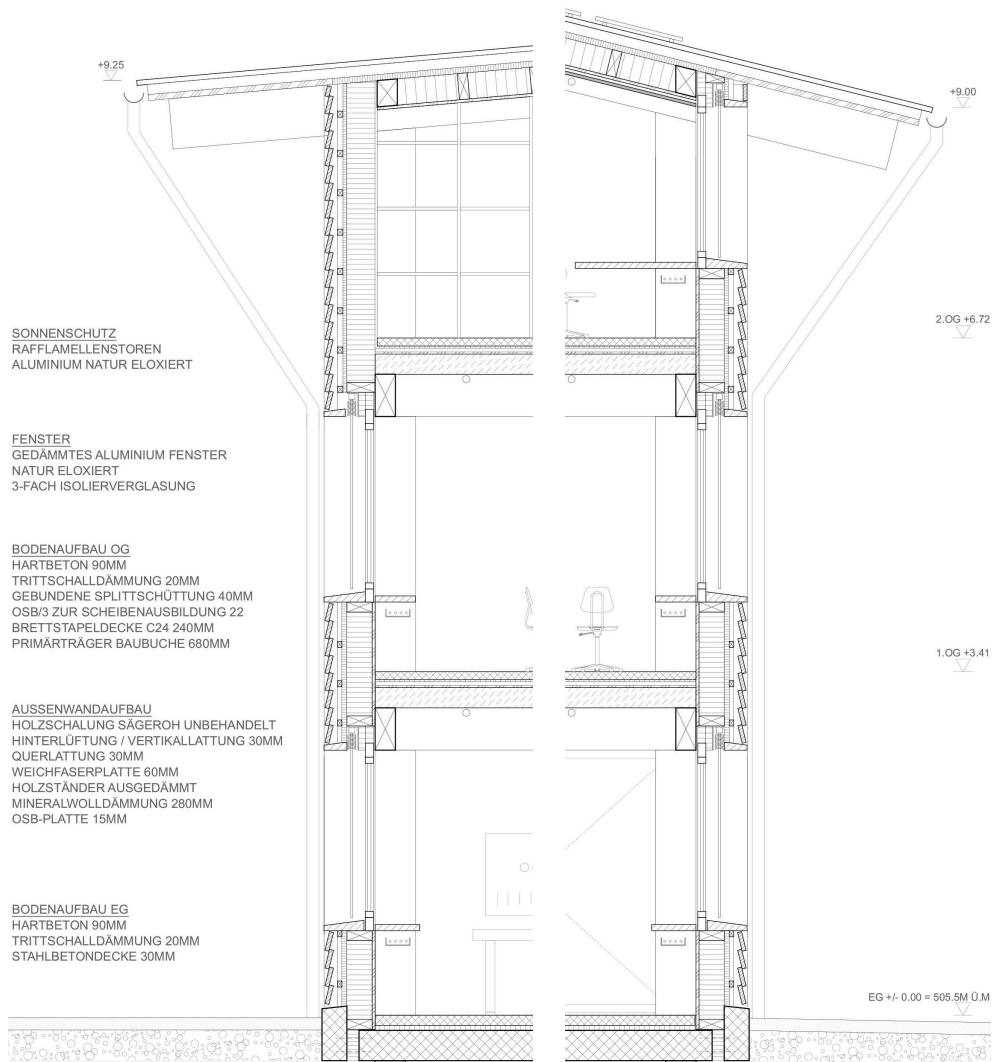 +9.25
+9.00
SONNENSCHUTZ
RAFFLAMELLENSTOREN
ALUMINIUM NATUR ELOXIERT
2.OG +6.72
FENSTER
GEDÄMMTES ALUMINIUM FENSTER
NATUR ELOXIERT
3-FACH ISOLIERVERGLASUNG
BODENAUFBAU OG
HARTBETON 90MM
TRITTSCHALLDÄMMUNG 20MM
GEBUNDENE SPLITTSCHÜTTUNG 40MM
OSB/3 ZUR SCHEIBENAUSBILDUNG 22
BRETTSTAPELDECKE C24 240MM
PRIMÄRTRÄGER BAUBUCHE 680MM
1.OG +3.41
AUSSENWANDAUFBAU
HOLZSCHALUNG SÄGEROH UNBEHANDELT
HINTERLÜFTUNG / VERTIKALLATTUNG 30MM
QUERLATTUNG 30MM
WEICHFASERPLATTE 60MM
HOLZSTÄNDER AUSGEDÄMMT
MINERALWOLLDÄMMUNG 280MM
OSB-PLATTE 15MM
BODENAUFBAU EG
HARTBETON 90MM
TRITTSCHALLDÄMMUNG 20MM
STAHLBETONDECKE 30MM
EG +/- 0.00 = 505.5M Ü.M